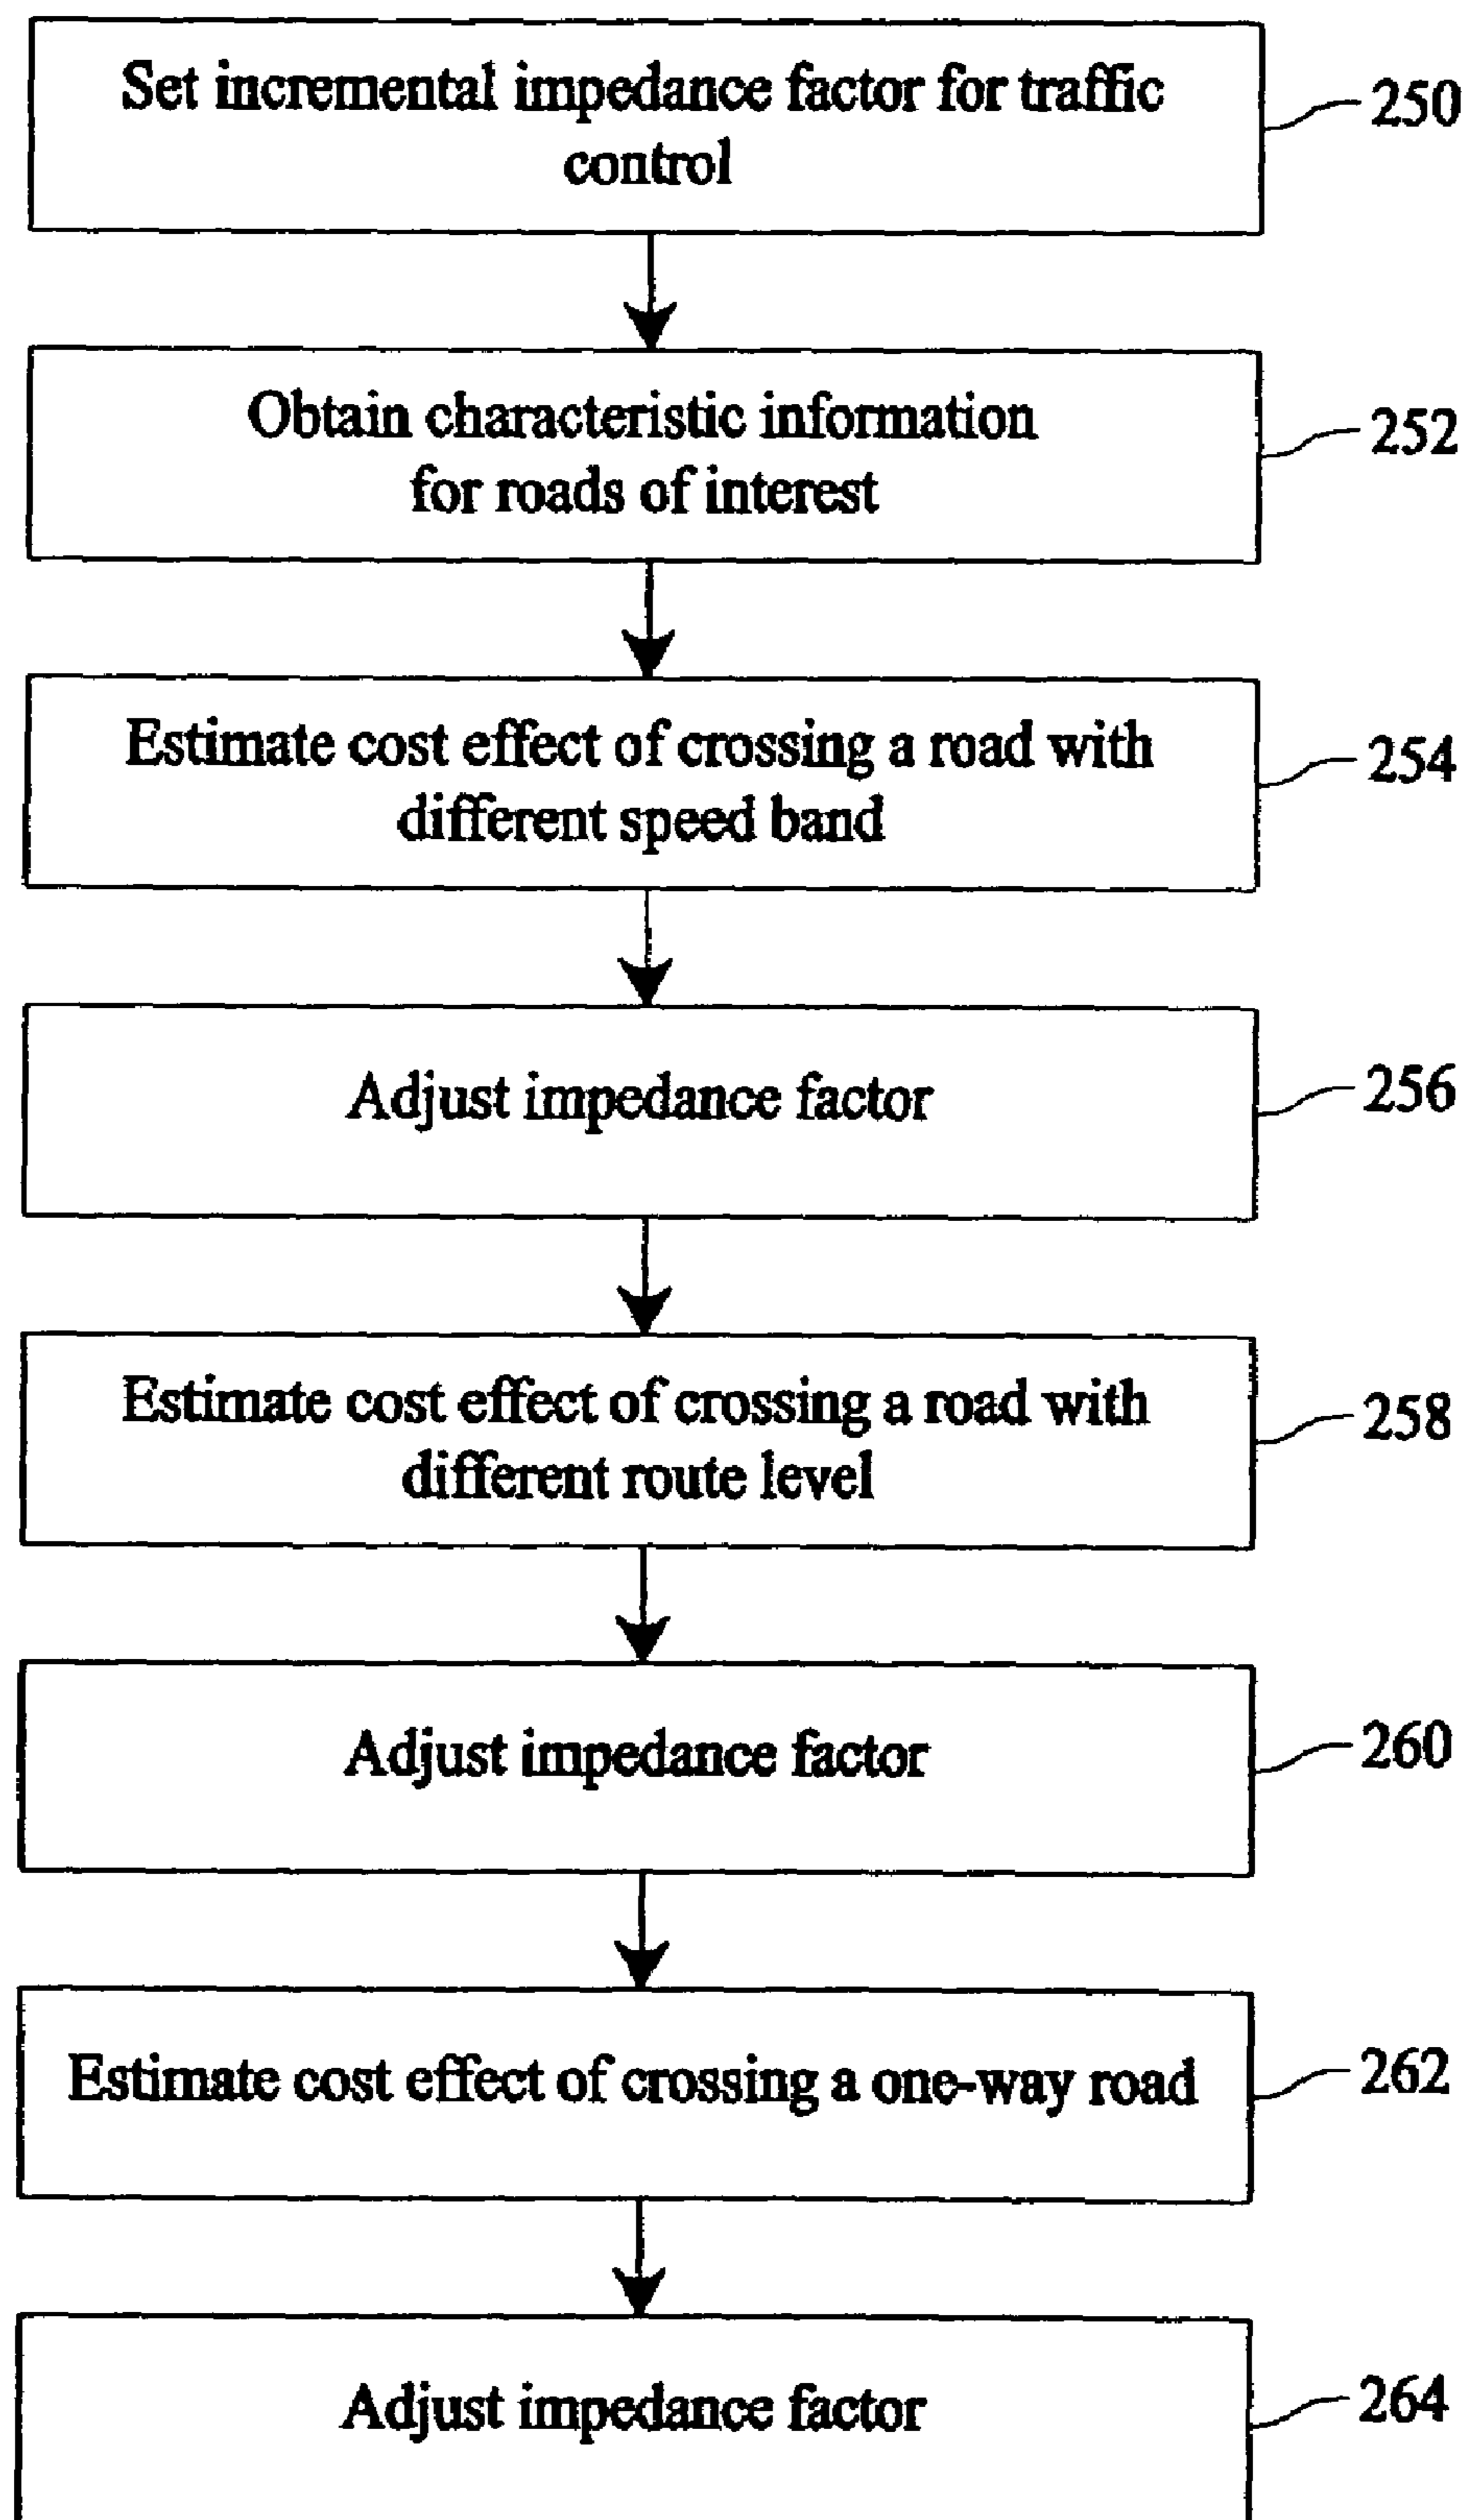 Set incremental impedance factor for traffic
control
250
Obtain characteristic information
for roads of interest
252
Estimate cost effect of crossing a road with
different speed band
254
Adjust impedance factor
256
Estimate cost effect of crossing a road with
different route level
258
Adjust impedance factor
260
Estimate cost effect of crossing a one-way road
262
Adjust impedance factor
264